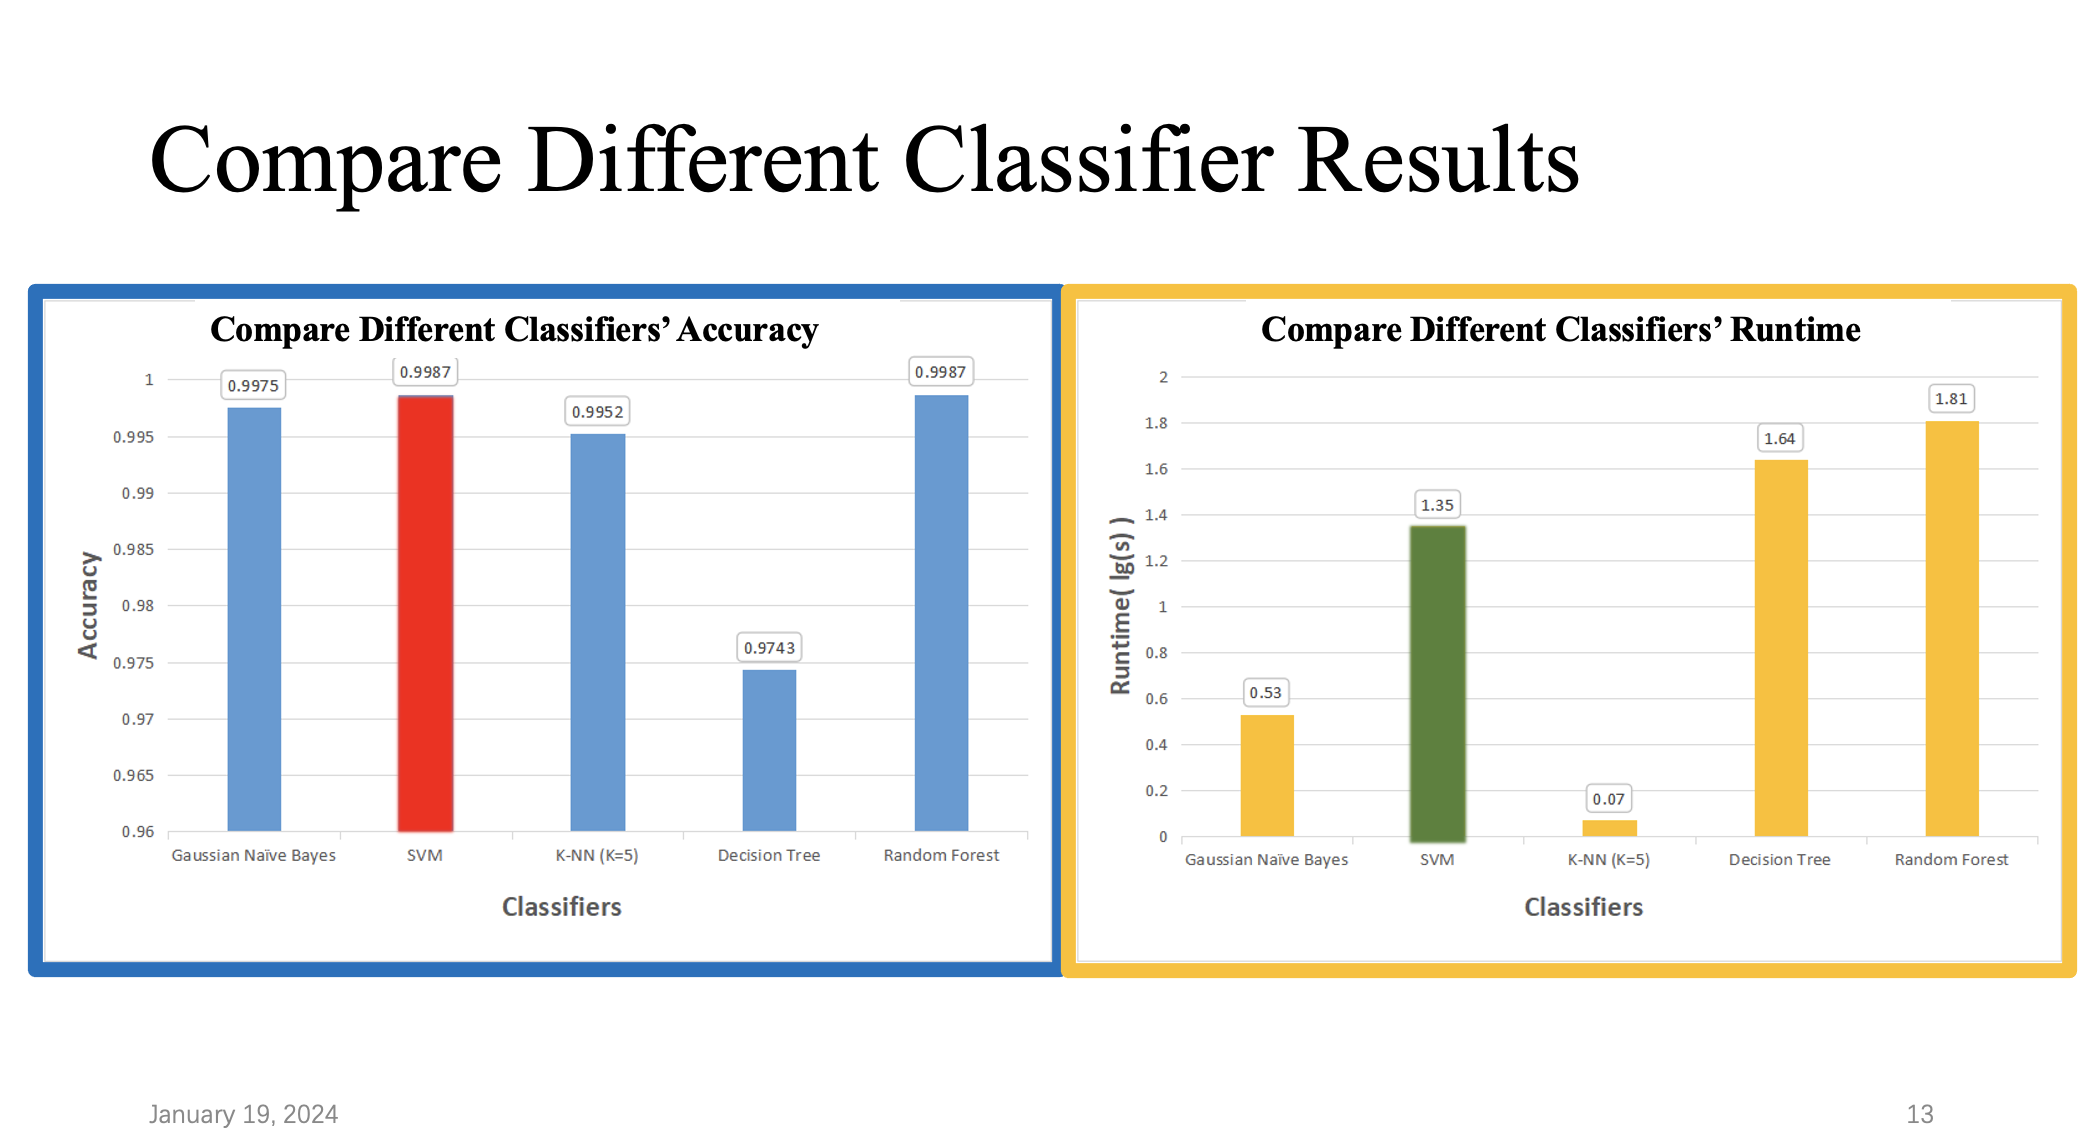 Compare Different Classifier Results
Compare Different Classifiers’ Accuracy
1
0.995
0.99
0.985
0.98
0.975
0.97
0.965
0.96
Accuracy
0.9975
0.9987
0.9952
0.9743
0.9987
Gaussian Naïve Bayes
SVM
K-NN (K=5)
Decision Tree
Random Forest
Classifiers
Compare Different Classifiers’ Runtime
2
1.8
1.6
1.4
1.2
1
0.8
0.6
0.4
0.2
0
Runtime( lg(s) )
0.53
1.35
0.07
1.64
1.81
Gaussian Naïve Bayes
SVM
K-NN (K=5)
Decision Tree
Random Forest
Classifiers
January 19, 2024
13